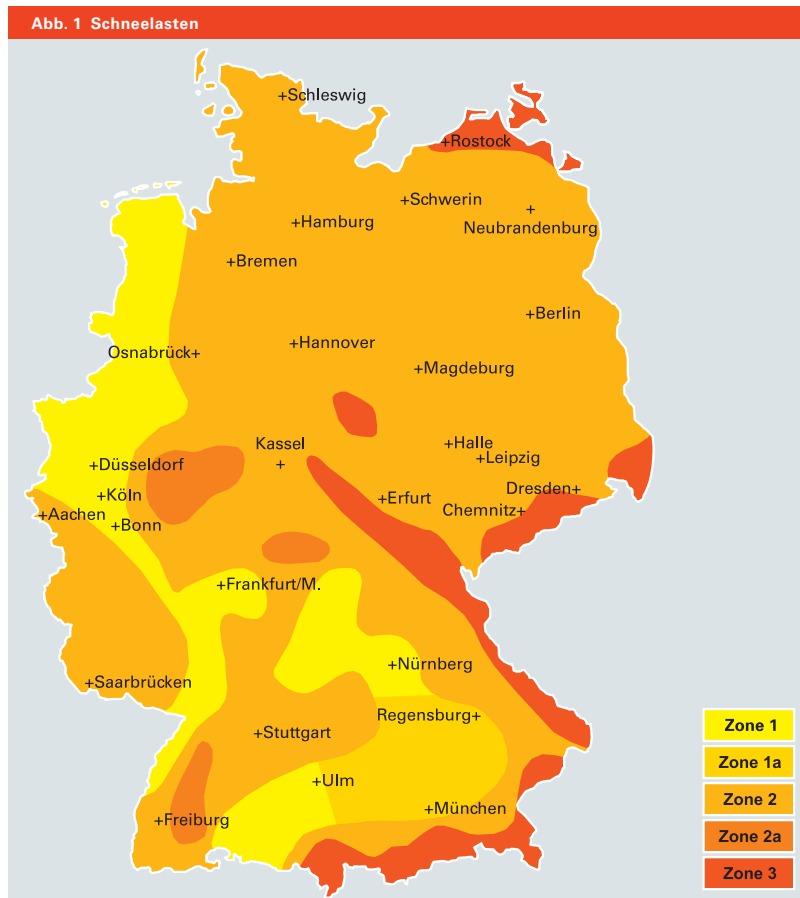 Abb. 1 Schneelasten
+Schleswig
+Rostock
+Schwerin
+
Neubrandenburg
+Hamburg
+Bremen
+Berlin
Osnabrück+
+Hannover
+Magdeburg
Kassel
+
+Halle
+Leipzig
+Düsseldorf
Dresden+
+Köln
+Erfurt
Chemnitz+
+Aachen
+Bonn
+Frankfurt/M.
+Nürnberg
+Saarbrücken
Regensburg+
+Stuttgart
+Ulm
+München
+Freiburg
Zone 1
Zone 1a
Zone 2
Zone 2a
Zone 3